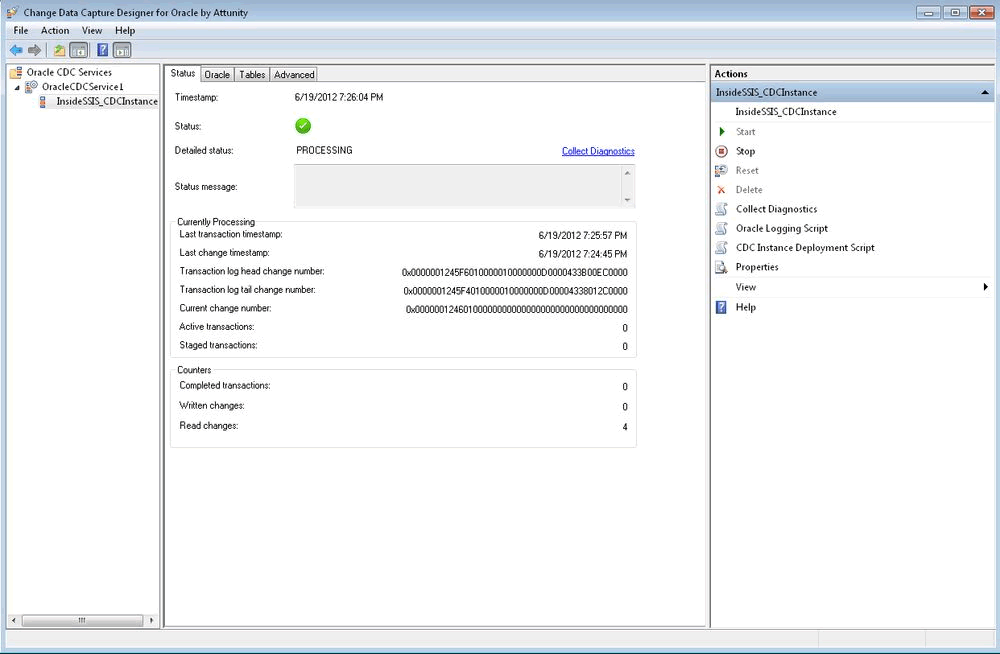 Change Data Capture Designer for Oracle by Attunity
File Action View Help
Oracle CDC Services
OracleCDCService1
InsideSSIS_CDCInstance
Status Oracle Tables Advanced
Timestamp: 6/19/2012 7:26:04 PM
Status:
Detailed status: PROCESSING Collect Diagnostics
Status message:
Currently Processing
Last transaction timestamp: 6/19/2012 7:25:57 PM
Last change timestamp: 6/19/2012 7:24:45 PM
Transaction log head change number: 0x0000001245F6010000010000000D0000433B00EC0000
Transaction log tail change number: 0x0000001245F4010000010000000D00004338012C0000
Current change number: 0x000000124601000000000000000000000000000000000000
Active transactions: 0
Staged transactions: 0
Counters
Completed transactions: 0
Written changes: 0
Read changes: 4
Actions
InsideSSIS_CDCInstance
InsideSSIS_CDCInstance
Start
Stop
Reset
Delete
Collect Diagnostics
Oracle Logging Script
CDC Instance Deployment Script
Properties
View
Help